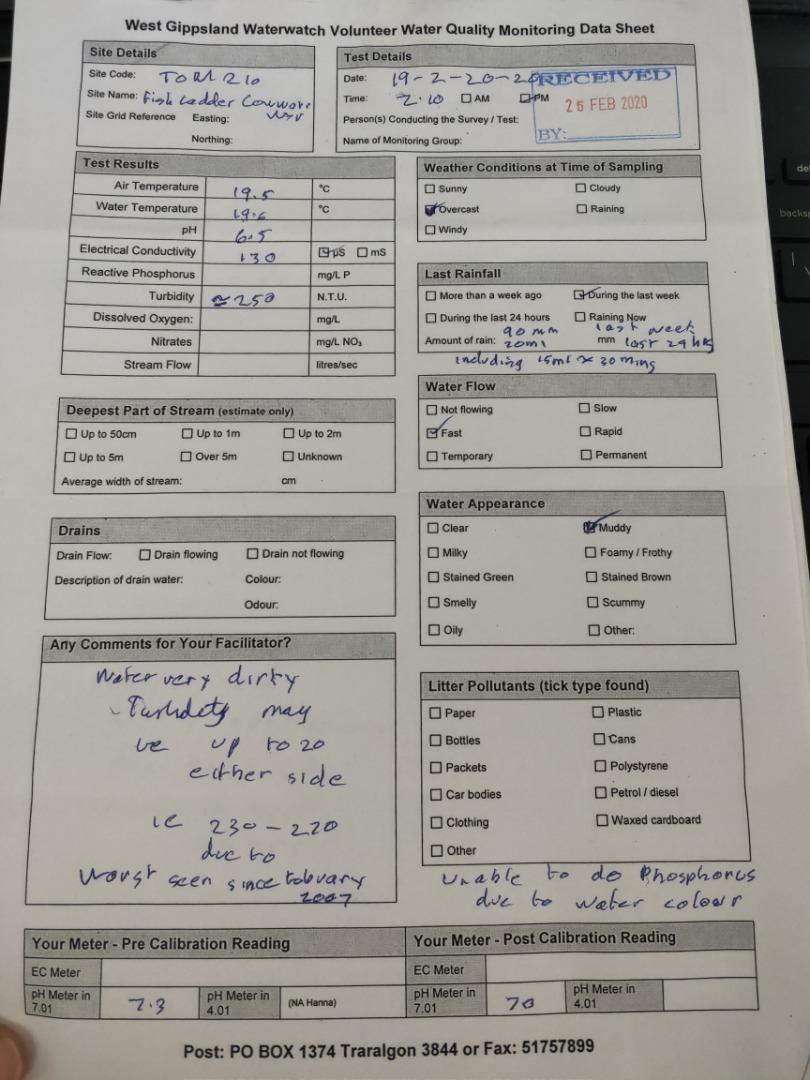 West Gippsland Waterwatch Volunteer Water Quality Monitoring Data Sheet
Site Details
Site Code: TOM 210
Site Name: Fish Ladder Cowwarr
Weir
Site Grid Reference Easting:
Northing:
Test Details
Date: 19-2-20-20
Time: 2.10 AM PM
Person(s) Conducting the Survey / Test:
Name of Monitoring Group:
RECEIVED
26 FEB 2020
BY:
Test Results
Air Temperature 19.5 °C
Water Temperature 19.6 °C
pH 6.5
Electrical Conductivity 130 µS mS
Reactive Phosphorus mg/L P
Turbidity ≈ 250 N.T.U.
Dissolved Oxygen: mg/L
Nitrates mg/L NO₃
Stream Flow litres/sec
Weather Conditions at Time of Sampling
Sunny Cloudy
Overcast Raining
Windy
Last Rainfall
More than a week ago During the last week
During the last 24 hours Raining Now
90 mm last week
Amount of rain: 20ml mm last 24 hrs
including 15ml × 30 mins
Deepest Part of Stream (estimate only)
Up to 50cm Up to 1m Up to 2m
Up to 5m Over 5m Unknown
Average width of stream: cm
Water Flow
Not flowing Slow
Fast Rapid
Temporary Permanent
Drains
Drain Flow: Drain flowing Drain not flowing
Description of drain water: Colour:
Odour:
Water Appearance
Clear Muddy
Milky Foamy / Frothy
Stained Green Stained Brown
Smelly Scummy
Oily Other:
Any Comments for Your Facilitator?
Water very dirty
Turbidety may
be up to 20
either side
ie 230 - 270
due to
Worst seen since
2007
Litter Pollutants (tick type found)
Paper Plastic
Bottles Cans
Packets Polystyrene
Car bodies Petrol / diesel
Clothing Waxed cardboard
Other
unable to do Phosphorus
due to water colour
Your Meter - Pre Calibration Reading
EC Meter
pH Meter in 7.01 7.3 pH Meter in 4.01 (NA Hanna)
Your Meter - Post Calibration Reading
EC Meter
pH Meter in 7.01 70 pH Meter in 4.01
Post: PO BOX 1374 Traralgon 3844 or Fax: 51757899